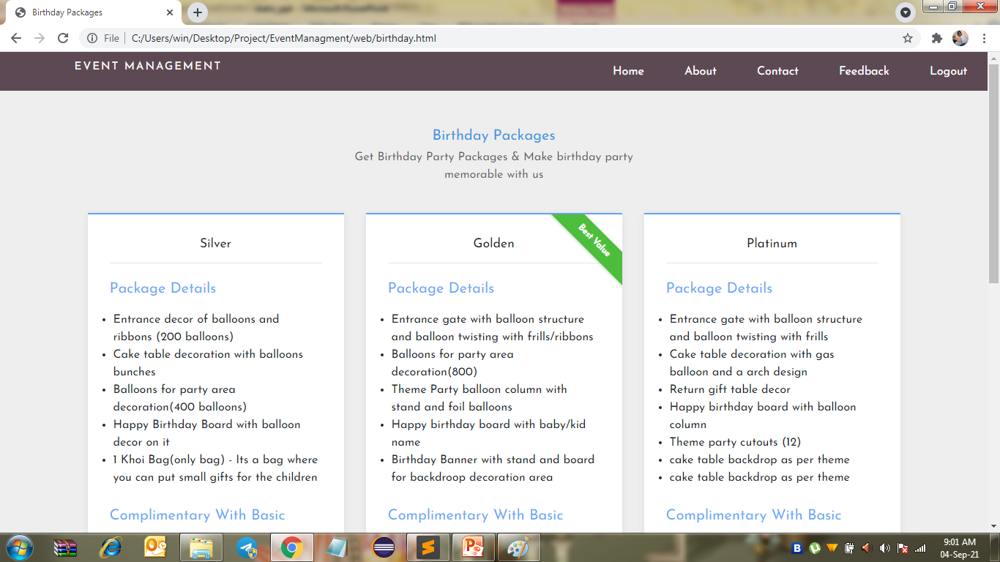 Birthday Packages
File
C:/Users/win/Desktop/Project/EventManagment/web/birthday.html
EVENT MANAGEMENT
Home
About
Contact
Feedback
Logout
Birthday Packages
Get Birthday Party Packages & Make birthday party
memorable with us
Silver
Package Details
Entrance decor of balloons and
ribbons (200 balloons)
Cake table decoration with balloons
bunches
Balloons for party area
decoration(400 balloons)
Happy Birthday Board with balloon
decor on it
1 Khoi Bag(only bag) - Its a bag where
you can put small gifts for the children
Complimentary With Basic
Golden
Best Value
Package Details
Entrance gate with balloon structure
and balloon twisting with frills/ribbons
Balloons for party area
decoration(800)
Theme Party balloon column with
stand and foil balloons
Happy birthday board with baby/kid
name
Birthday Banner with stand and board
for backdroop decoration area
Complimentary With Basic
Platinum
Package Details
Entrance gate with balloon structure
and balloon twisting with frills
Cake table decoration with gas
balloon and a arch design
Return gift table decor
Happy birthday board with balloon
column
Theme party cutouts (12)
cake table backdrop as per theme
cake table backdrop as per theme
Complimentary With Basic
9:01 AM
04-Sep-21